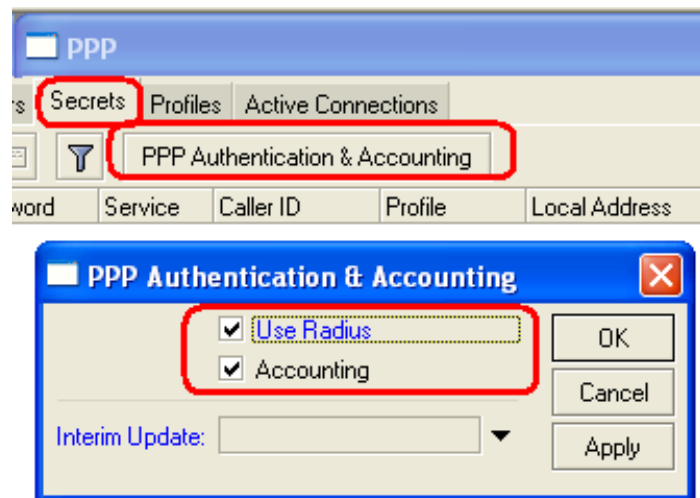 PPP
s Secrets Profiles Active Connections
PPP Authentication & Accounting
word Service Caller ID Profile Local Address
PPP Authentication & Accounting
Use Radius OK
Accounting Cancel
Interim Update: Apply